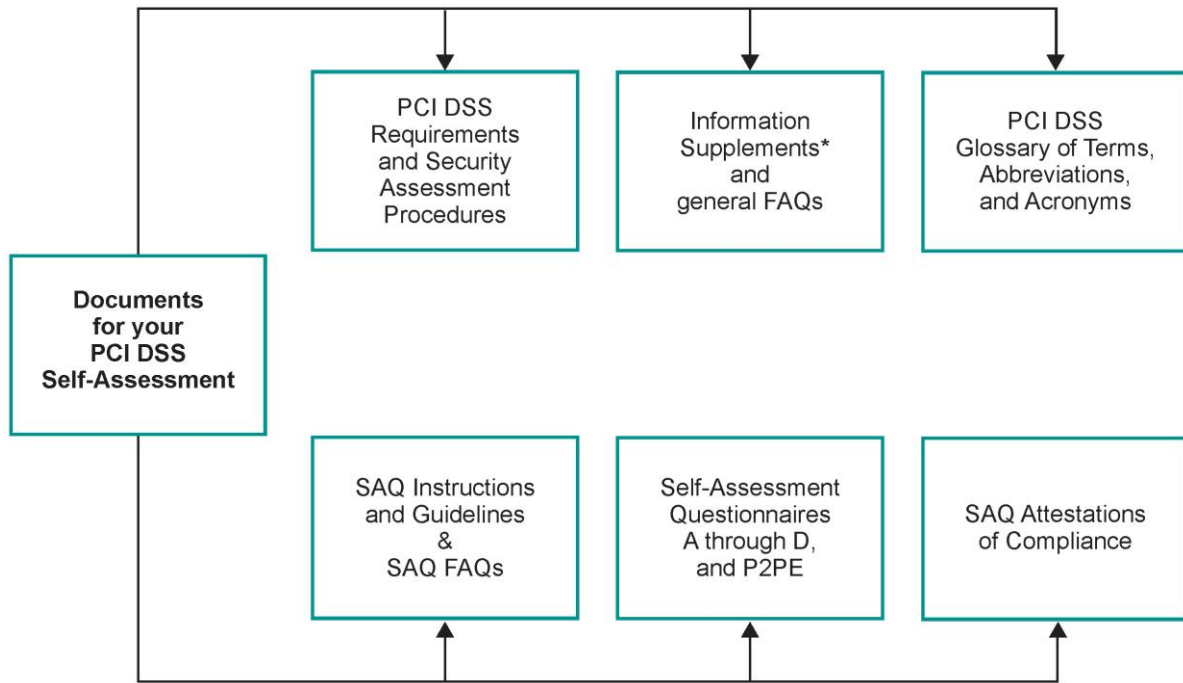 PCI DSS
Requirements
and Security
Assessment
Procedures
Information
Supplements*
and
general FAQs
PCI DSS
Glossary of Terms,
Abbreviations,
and Acronyms
Documents
for your
PCI DSS
Self-Assessment
SAQ Instructions
and Guidelines
&
SAQ FAQs
Self-Assessment
Questionnaires
A through D,
and P2PE
SAQ Attestations
of Compliance